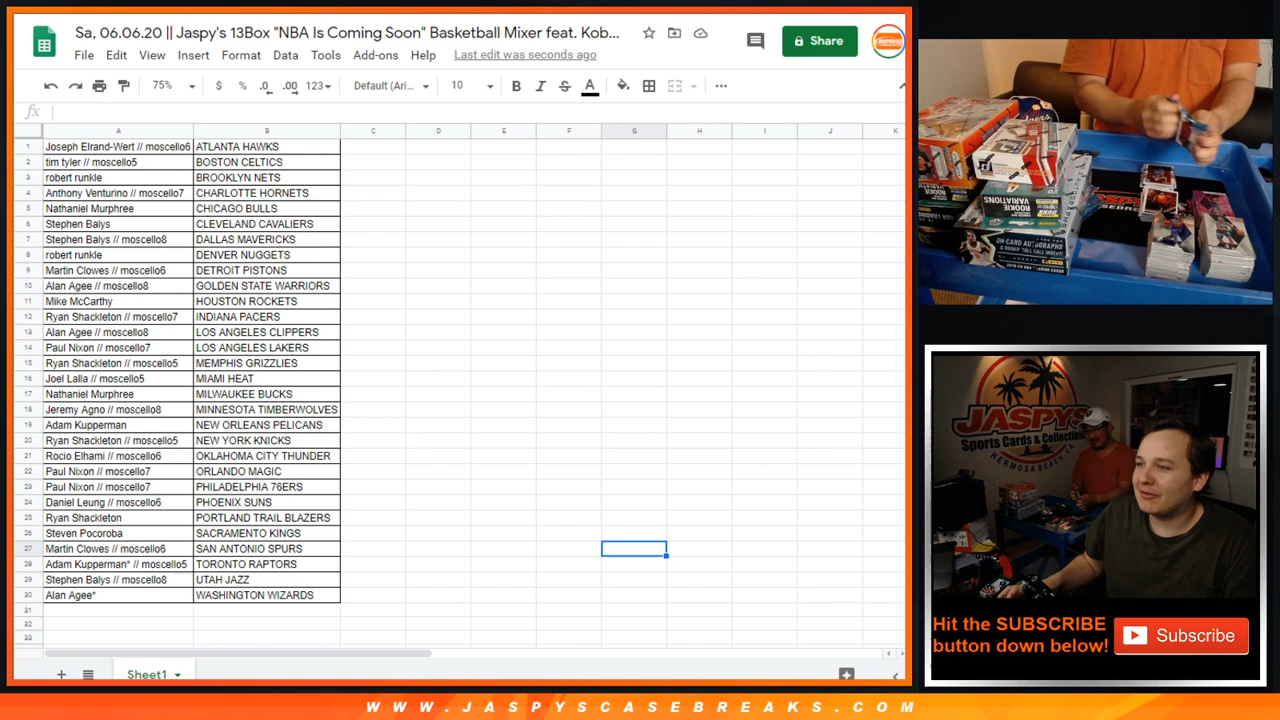 Sa, 06.06.20 || Jaspy's 13Box "NBA Is Coming Soon" Basketball Mixer feat. Kob...
File Edit View Insert Format Data Tools Add-ons Help Last edit was seconds ago
Share
75% $ % .0 .00 123 Default (Ari... 10 B I S A
fx
A B C D E F G H I J K
1 Joseph Elrand-Wert // moscello6 ATLANTA HAWKS
2 tim tyler // moscello5 BOSTON CELTICS
3 robert runkle BROOKLYN NETS
4 Anthony Venturino // moscello7 CHARLOTTE HORNETS
5 Nathaniel Murphree CHICAGO BULLS
6 Stephen Balys CLEVELAND CAVALIERS
7 Stephen Balys // moscello8 DALLAS MAVERICKS
8 robert runkle DENVER NUGGETS
9 Martin Clowes // moscello6 DETROIT PISTONS
10 Alan Agee // moscello8 GOLDEN STATE WARRIORS
11 Mike McCarthy HOUSTON ROCKETS
12 Ryan Shackleton // moscello7 INDIANA PACERS
13 Alan Agee // moscello8 LOS ANGELES CLIPPERS
14 Paul Nixon // moscello7 LOS ANGELES LAKERS
15 Ryan Shackleton // moscello5 MEMPHIS GRIZZLIES
16 Joel Lalla // moscello5 MIAMI HEAT
17 Nathaniel Murphree MILWAUKEE BUCKS
18 Jeremy Agno // moscello8 MINNESOTA TIMBERWOLVES
19 Adam Kupperman NEW ORLEANS PELICANS
20 Ryan Shackleton // moscello5 NEW YORK KNICKS
21 Rocio Elhami // moscello6 OKLAHOMA CITY THUNDER
22 Paul Nixon // moscello7 ORLANDO MAGIC
23 Paul Nixon // moscello7 PHILADELPHIA 76ERS
24 Daniel Leung // moscello6 PHOENIX SUNS
25 Ryan Shackleton PORTLAND TRAIL BLAZERS
26 Steven Pocoroba SACRAMENTO KINGS
27 Martin Clowes // moscello6 SAN ANTONIO SPURS
28 Adam Kupperman* // moscello5 TORONTO RAPTORS
29 Stephen Balys // moscello8 UTAH JAZZ
30 Alan Agee* WASHINGTON WIZARDS
31
32
33
Sheet1
ROOKIE
VARIATIONS
ON-CARD AUTOGRAPHS
JASPYS
Sports Cards & Collectibl
HERMOSA BEACH, CA
Hit the SUBSCRIBE
button down below!
Subscribe
WWW.JASPYSCASEBREAKS.COM